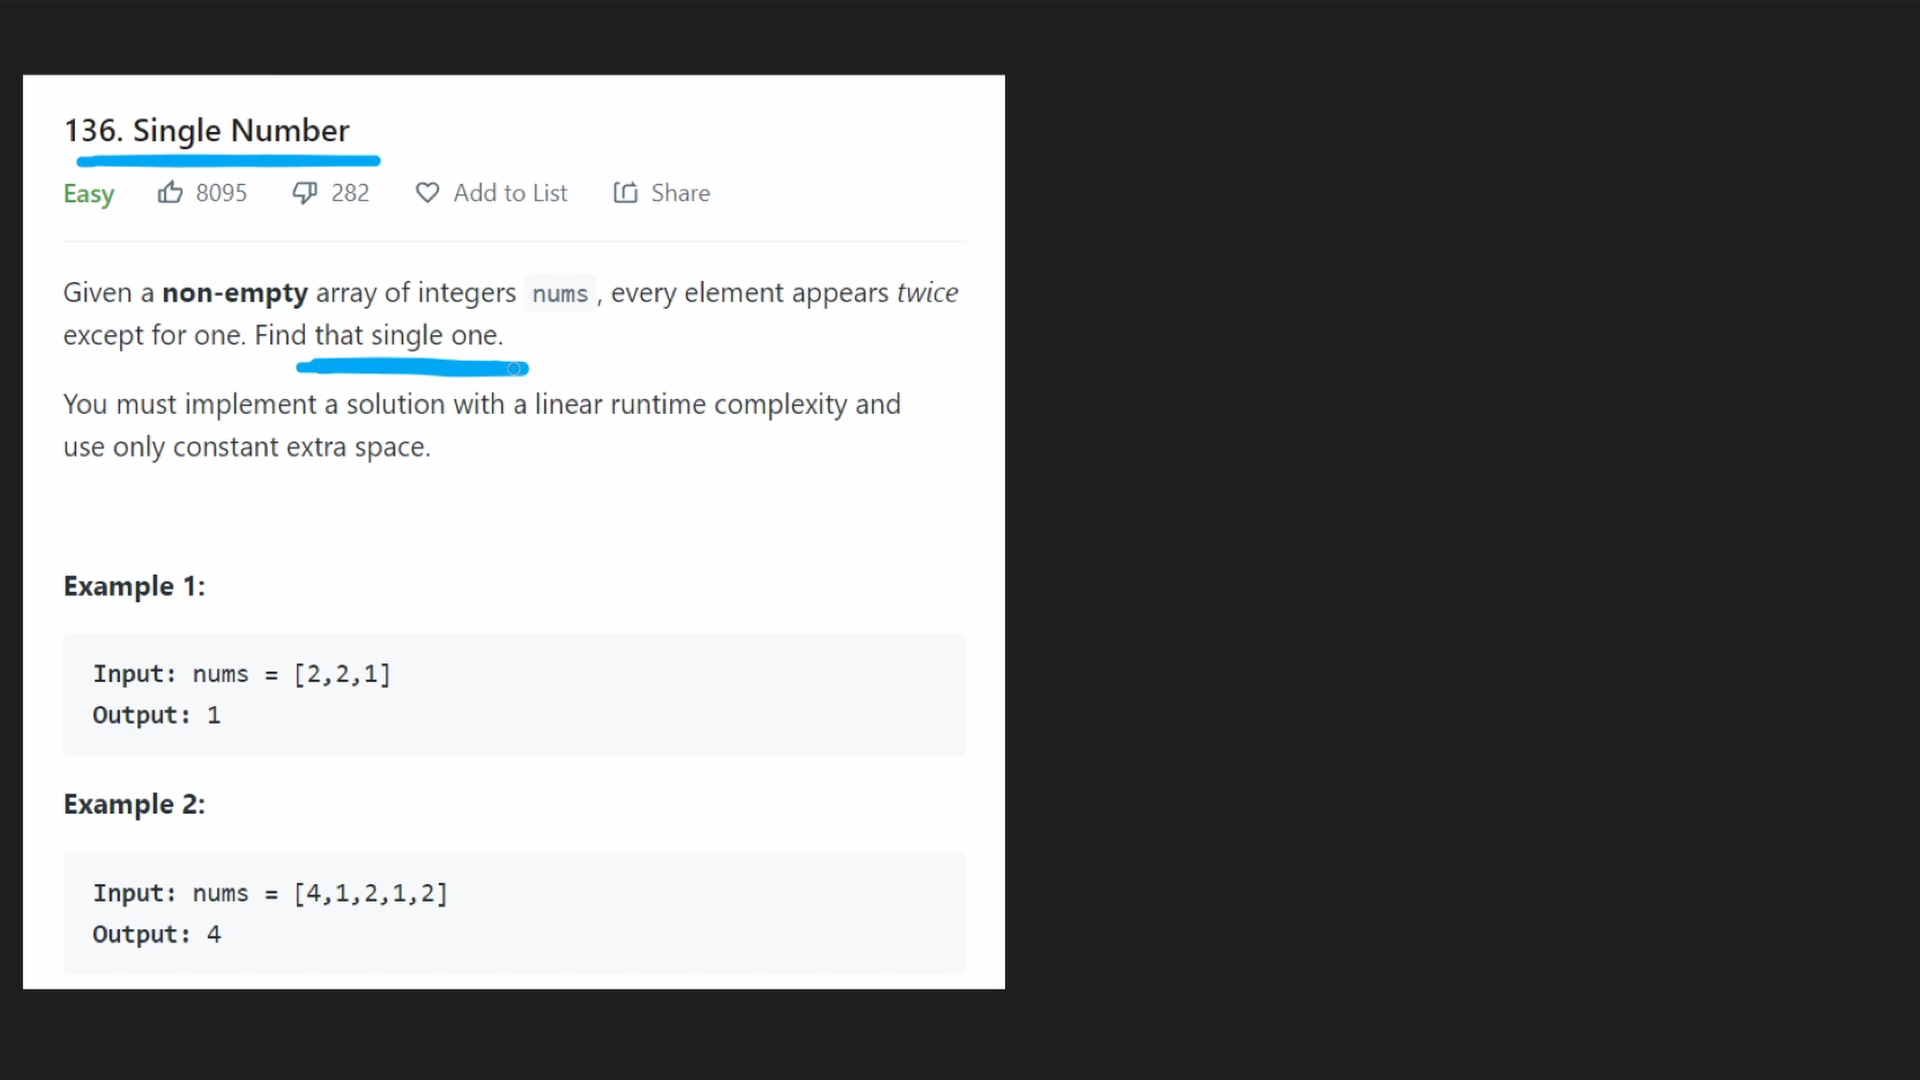 136. Single Number
Easy 8095 282 Add to List Share
Given a non-empty array of integers nums , every element appears twice
except for one. Find that single one.
You must implement a solution with a linear runtime complexity and
use only constant extra space.
Example 1:
Input: nums = [2,2,1]
Output: 1
Example 2:
Input: nums = [4,1,2,1,2]
Output: 4